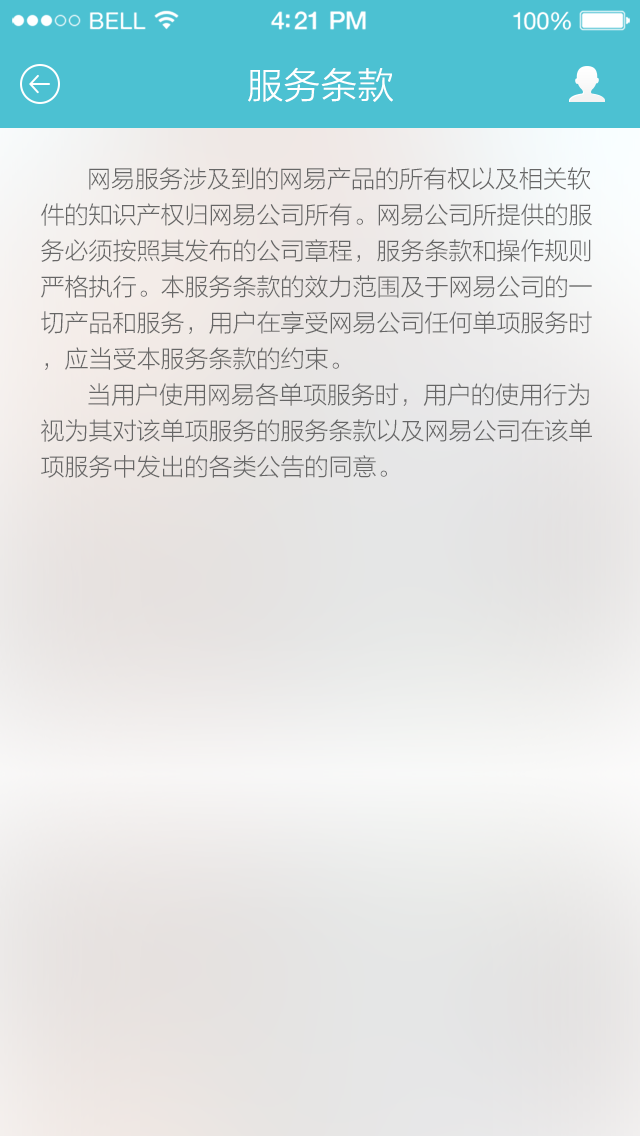 BELL 4:21 PM 100%
服务条款
网易服务涉及到的网易产品的所有权以及相关软
件的知识产权归网易公司所有。网易公司所提供的服
务必须按照其发布的公司章程，服务条款和操作规则
严格执行。本服务条款的效力范围及于网易公司的一
切产品和服务，用户在享受网易公司任何单项服务时
，应当受本服务条款的约束。
当用户使用网易各单项服务时，用户的使用行为
视为其对该单项服务的服务条款以及网易公司在该单
项服务中发出的各类公告的同意。